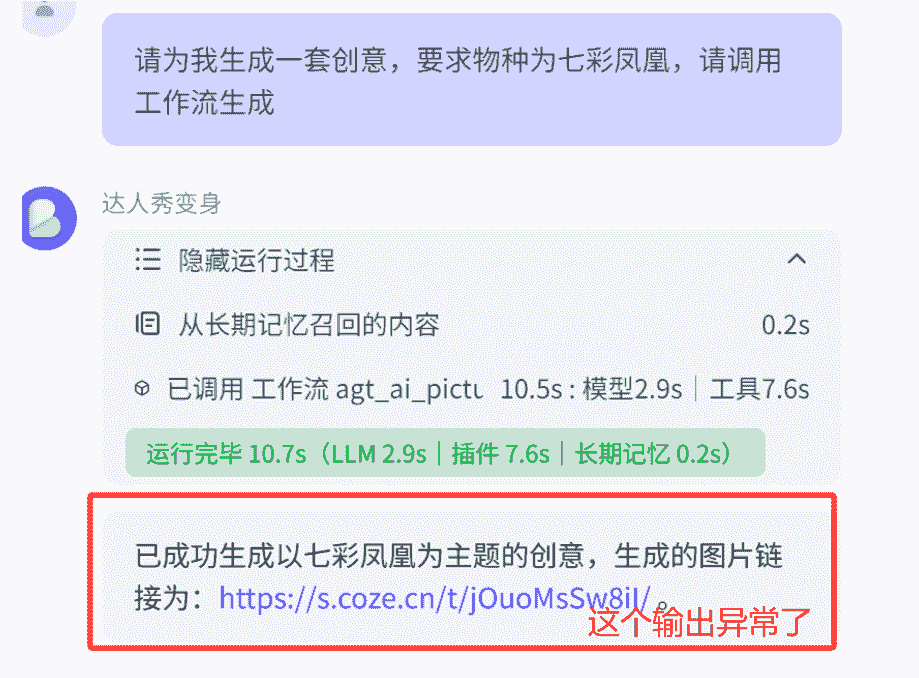 请为我生成一套创意，要求物种为七彩凤凰，请调用
工作流生成
达人秀变身
隐藏运行过程
从长期记忆召回的内容 0.2s
已调用 工作流 agt_ai_pictu 10.5s : 模型2.9s｜工具7.6s
运行完毕 10.7s（LLM 2.9s｜插件 7.6s｜长期记忆 0.2s）
已成功生成以七彩凤凰为主题的创意，生成的图片链
接为：https://s.coze.cn/t/jOuoMsSw8iI/ 。
这个输出异常了